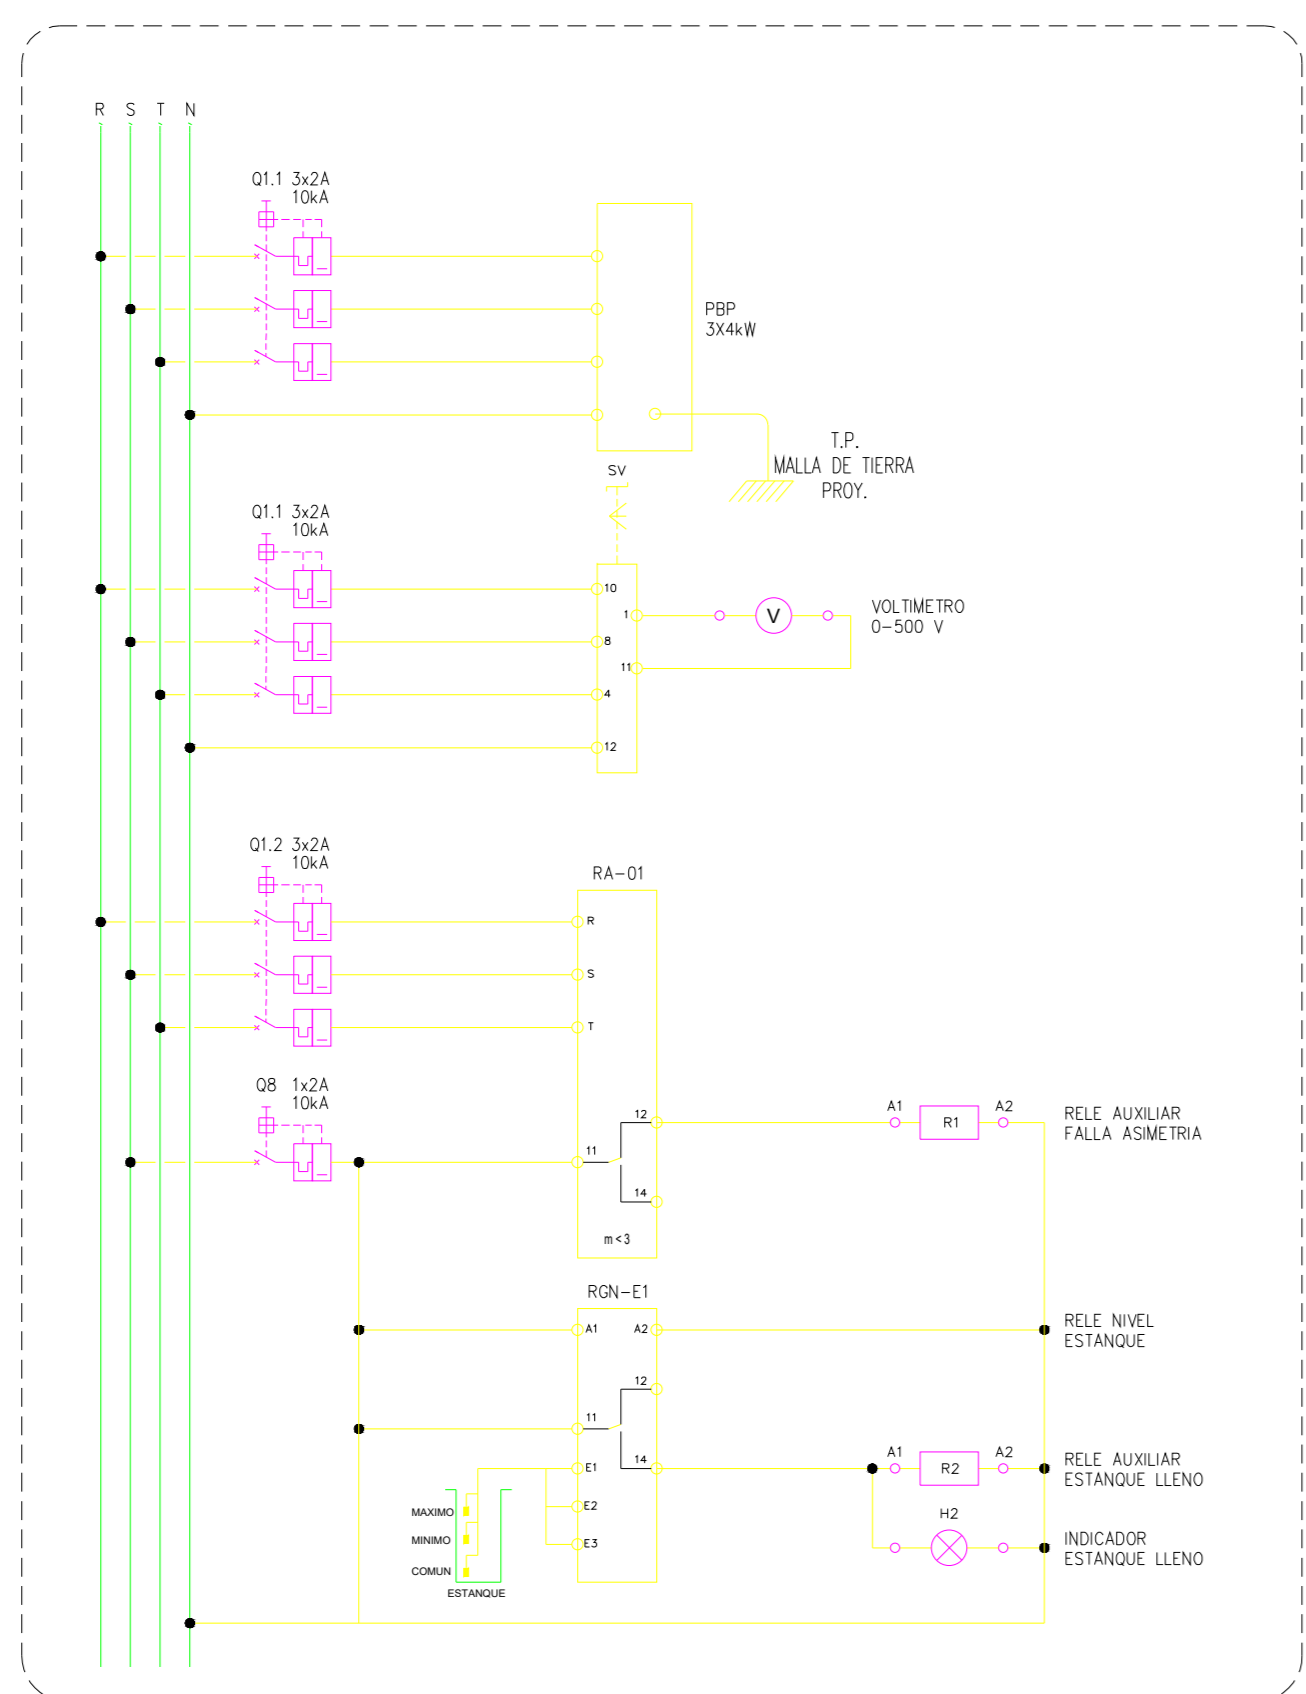 R S T N
Q1.1 3x2A
10kA
PBP
3X4kW
T.P.
MALLA DE TIERRA
PROY.
SV
Q1.1 3x2A
10kA
10
1
8
11
4
12
V
VOLTIMETRO
0-500 V
Q1.2 3x2A
10kA
RA-01
R
S
T
Q8 1x2A
10kA
12
11
14
m<3
A1 R1 A2
RELE AUXILIAR
FALLA ASIMETRIA
RGN-E1
A1 A2
RELE NIVEL
ESTANQUE
12
11
14
E1
E2
E3
A1 R2 A2
RELE AUXILIAR
ESTANQUE LLENO
H2
INDICADOR
ESTANQUE LLENO
MAXIMO
MINIMO
COMUN
ESTANQUE